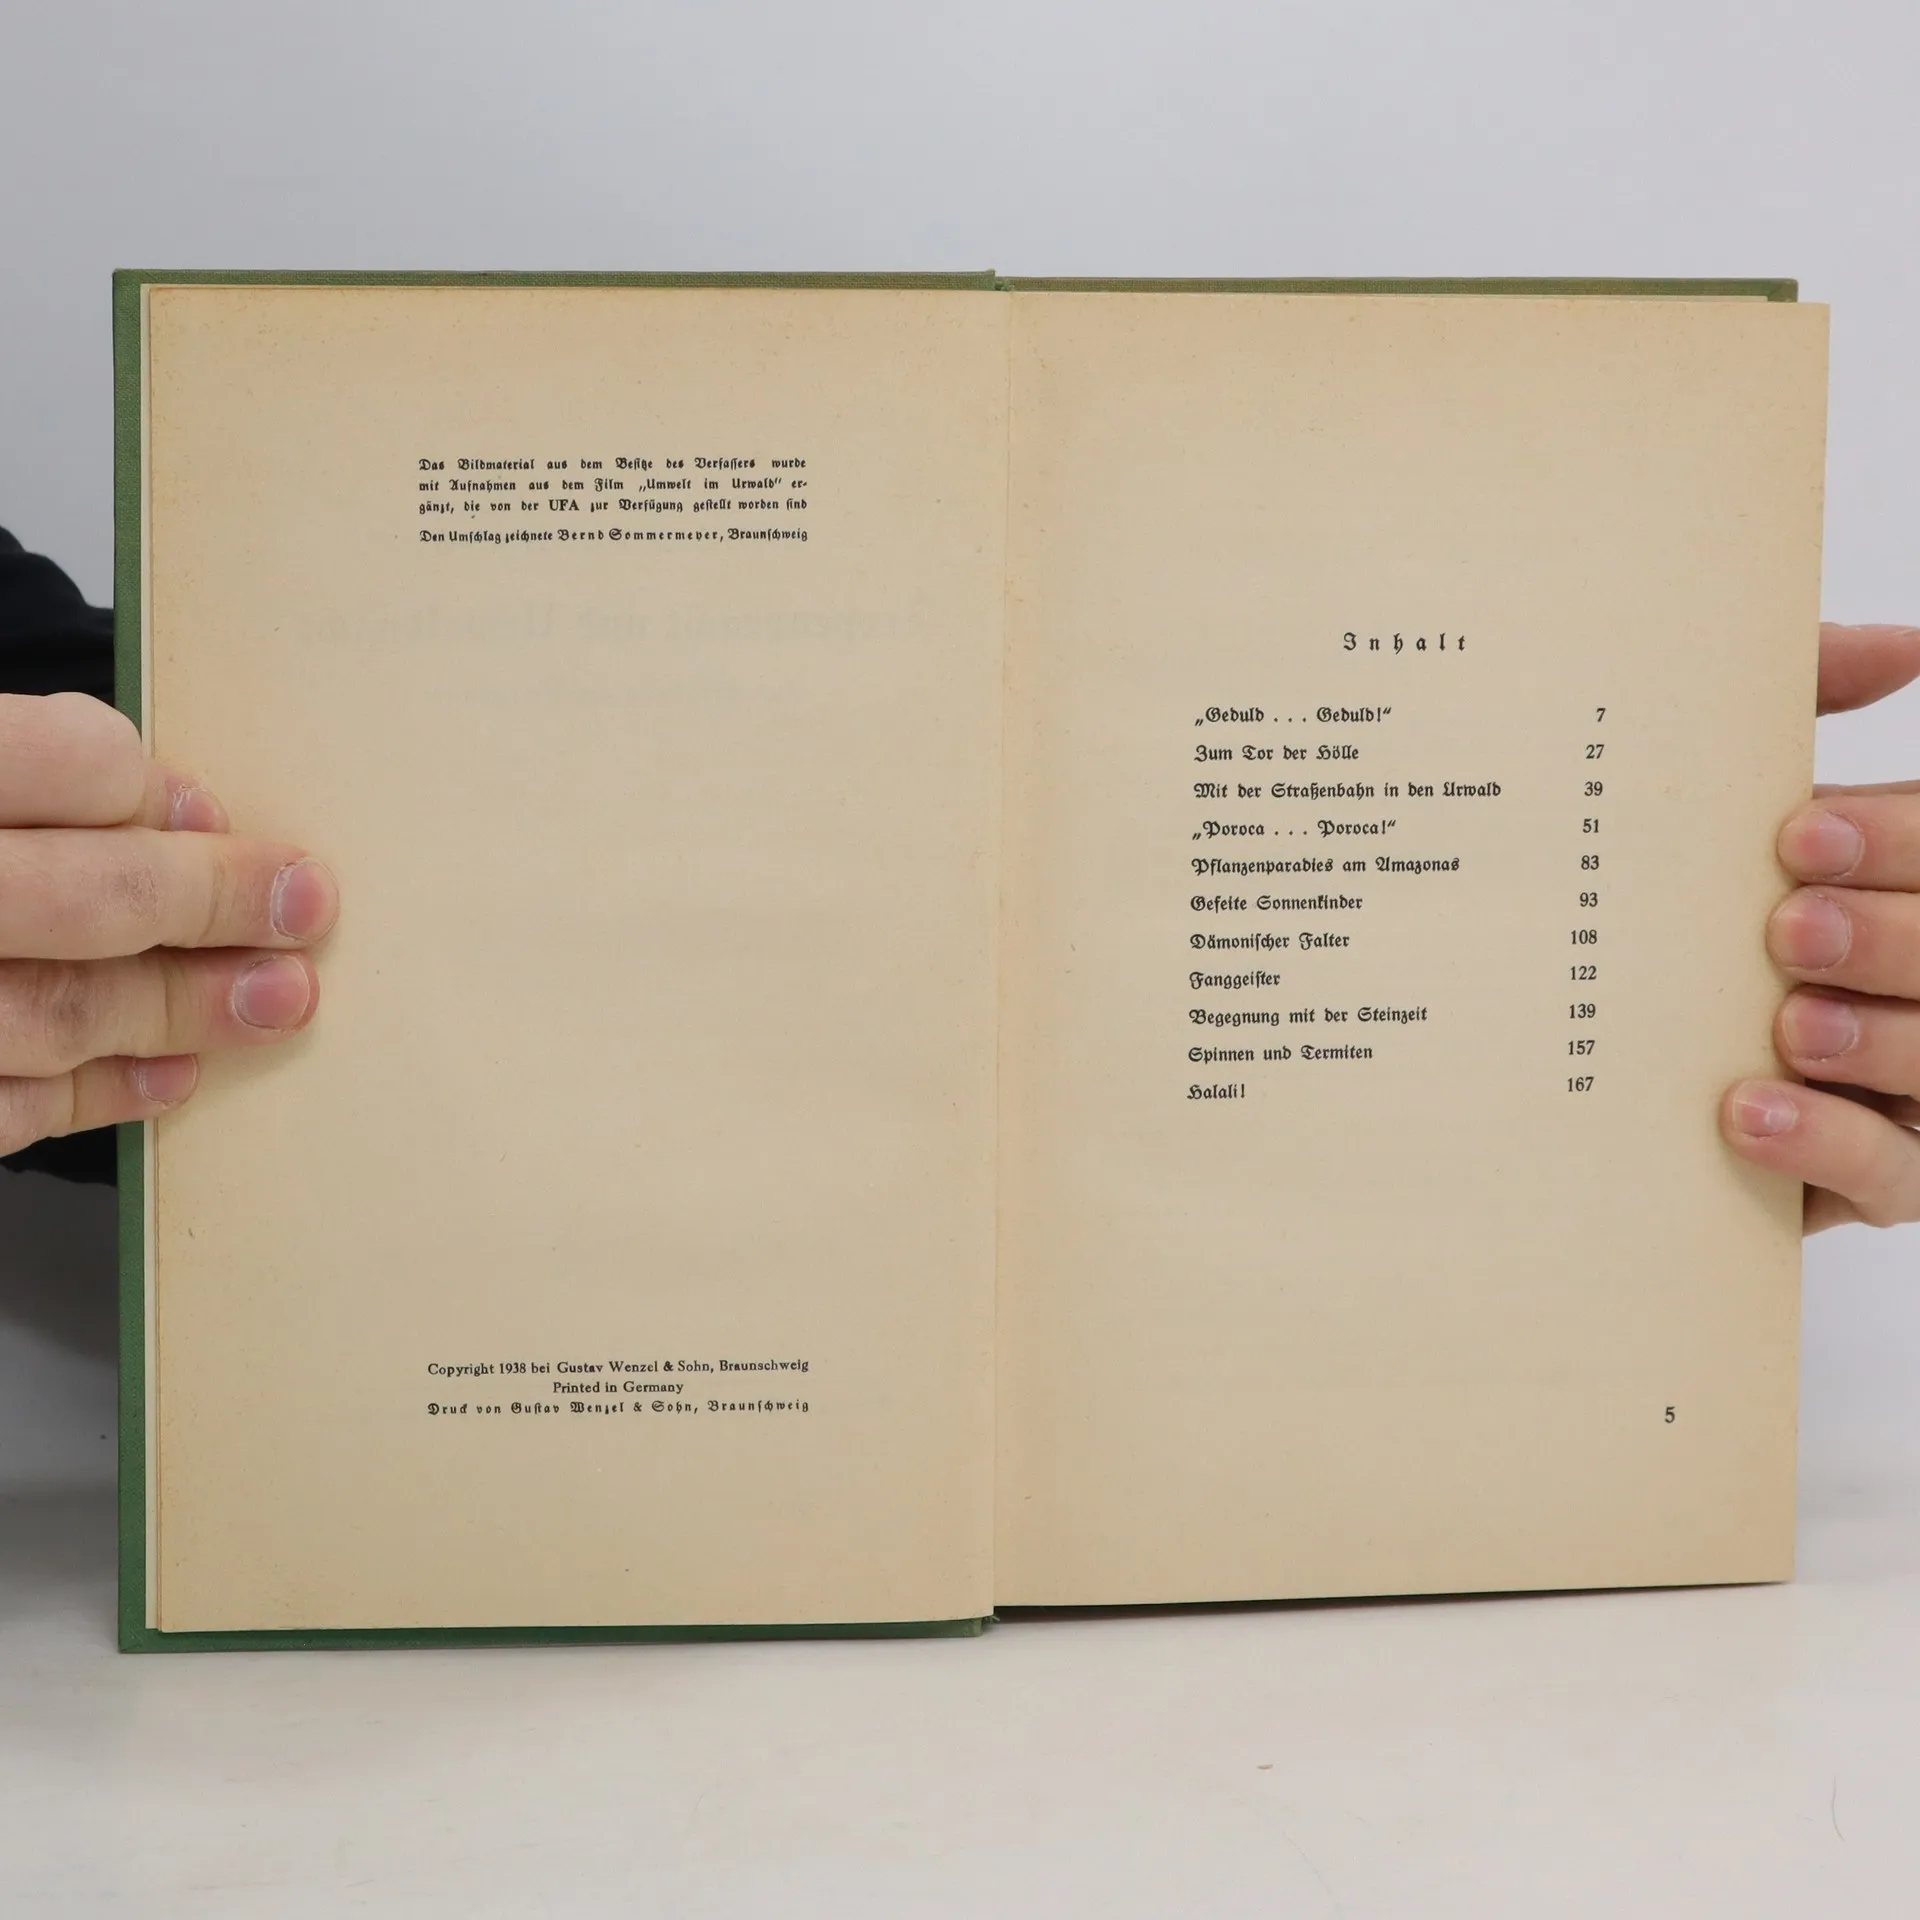 Das Bildmaterial aus dem Besitze des Verfassers wurde
mit Aufnahmen aus dem Film „Umwelt im Urwald“ er-
gänzt, die von der UFA zur Verfügung gestellt worden sind
Den Umschlag zeichnete Bernd Sommermeyer, Braunschweig
Copyright 1938 bei Gustav Wenzel & Sohn, Braunschweig
Printed in Germany
Druck von Gustav Wenzel & Sohn, Braunschweig
Inhalt
„Geduld . . . Geduld!“ 7
Zum Tor der Hölle 27
Mit der Straßenbahn in den Urwald 39
„Poroca . . . Poroca!“ 51
Pflanzenparadies am Amazonas 83
Gefeite Sonnenkinder 93
Dämonischer Falter 108
Fanggeister 122
Begegnung mit der Steinzeit 139
Spinnen und Termiten 157
Halali! 167
5